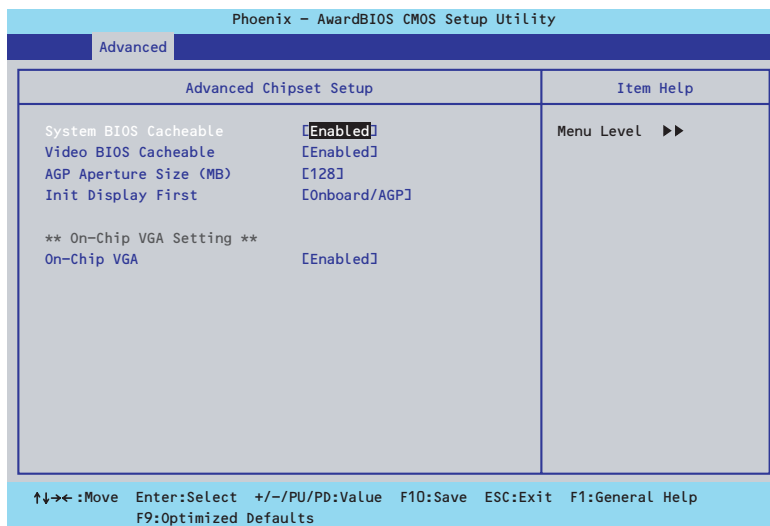 Phoenix - AwardBIOS CMOS Setup Utility
Advanced
Advanced Chipset Setup
Item Help
System BIOS Cacheable [Enabled]
Menu Level ▶▶
Video BIOS Cacheable [Enabled]
AGP Aperture Size (MB) [128]
Init Display First [Onboard/AGP]
** On-Chip VGA Setting **
On-Chip VGA [Enabled]
↑↓→←:Move Enter:Select +/-/PU/PD:Value F10:Save ESC:Exit F1:General Help
F9:Optimized Defaults